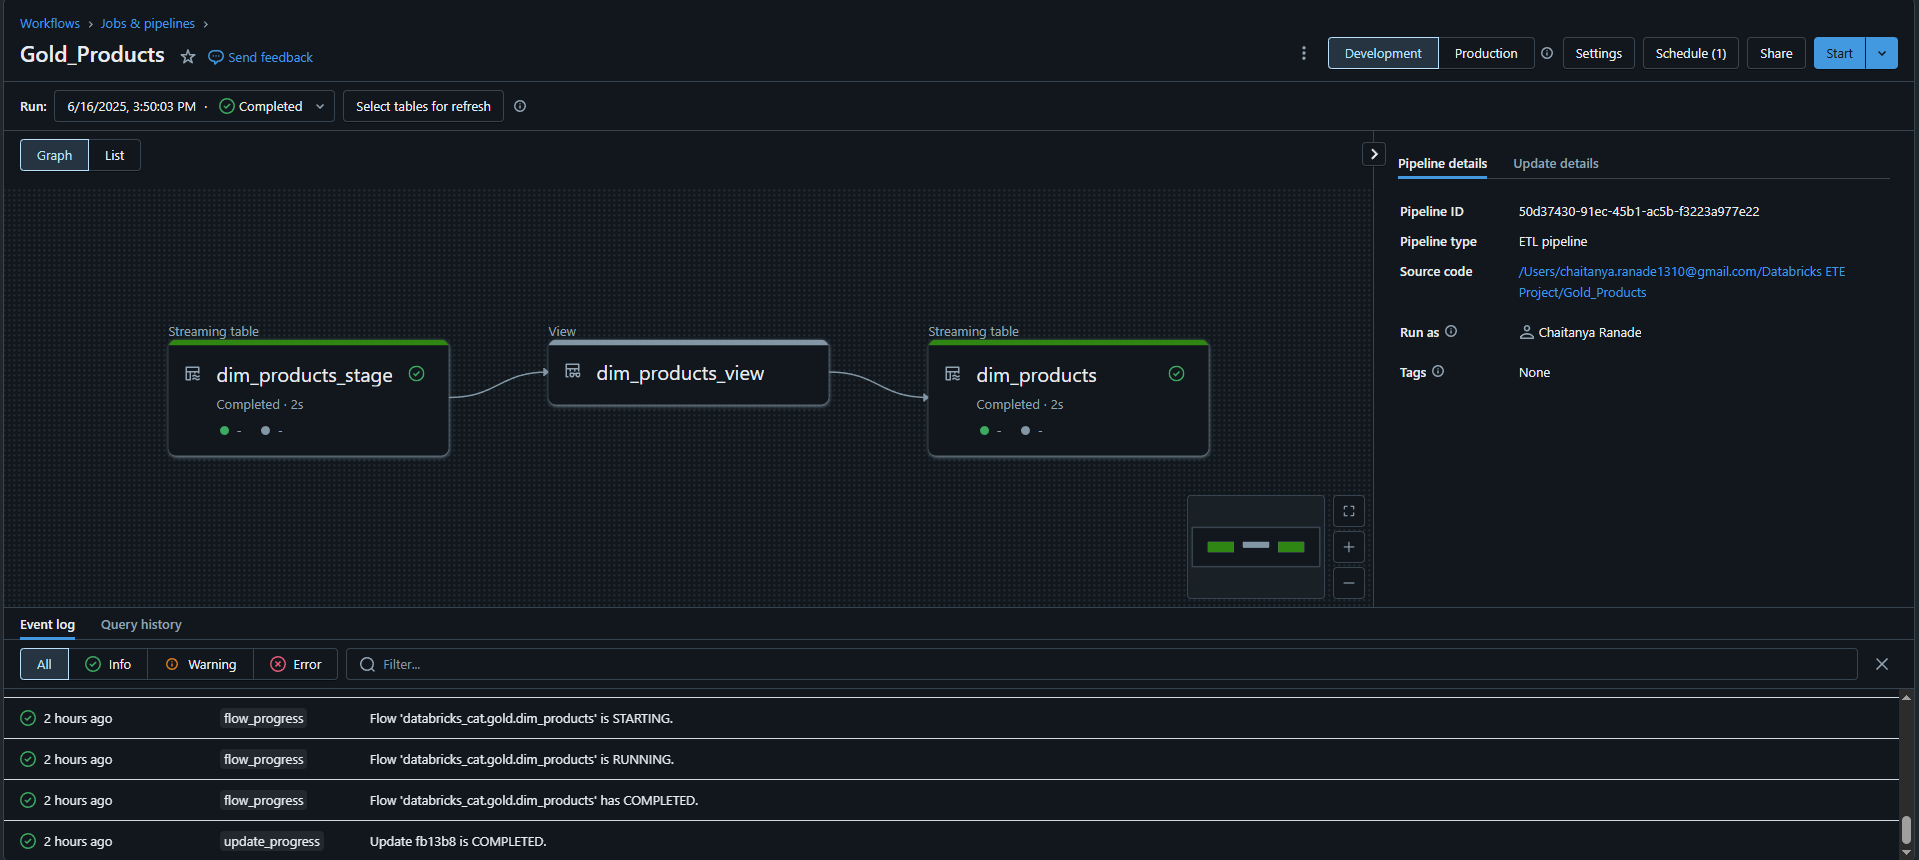 Workflows > Jobs & pipelines >
Gold_Products Send feedback
Development Production Settings Schedule (1) Share Start
Run: 6/16/2025, 3:50:03 PM · Completed Select tables for refresh
Graph List
Pipeline details Update details
Pipeline ID 50d37430-91ec-45b1-ac5b-f3223a977e22
Pipeline type ETL pipeline
Source code /Users/chaitanya.ranade1310@gmail.com/Databricks ETE
Project/Gold_Products
Run as Chaitanya Ranade
Tags None
Streaming table
dim_products_stage
Completed · 2s
- -
View
dim_products_view
Streaming table
dim_products
Completed · 2s
- -
Event log Query history
All Info Warning Error Filter...
2 hours ago flow_progress Flow 'databricks_cat.gold.dim_products' is STARTING.
2 hours ago flow_progress Flow 'databricks_cat.gold.dim_products' is RUNNING.
2 hours ago flow_progress Flow 'databricks_cat.gold.dim_products' has COMPLETED.
2 hours ago update_progress Update fb13b8 is COMPLETED.